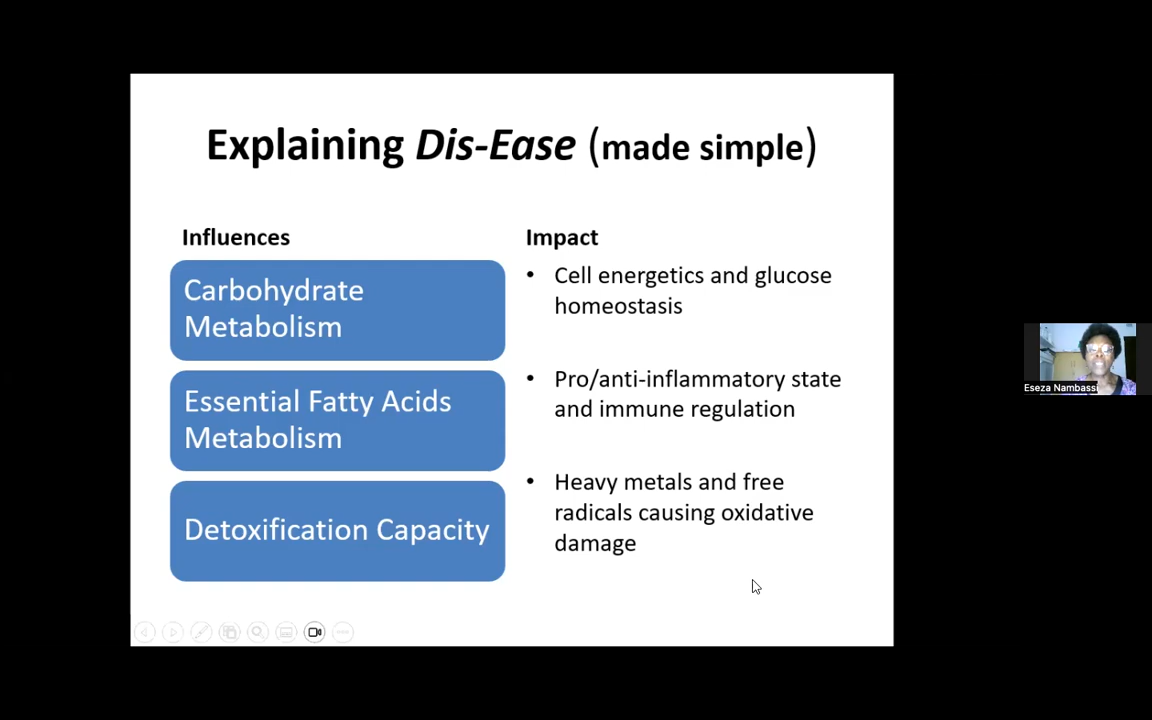 Explaining Dis-Ease (made simple)
Influences
Carbohydrate
Metabolism
Essential Fatty Acids
Metabolism
Detoxification Capacity
Impact
• Cell energetics and glucose
homeostasis
• Pro/anti-inflammatory state
and immune regulation
• Heavy metals and free
radicals causing oxidative
damage
Eseza Nambassi